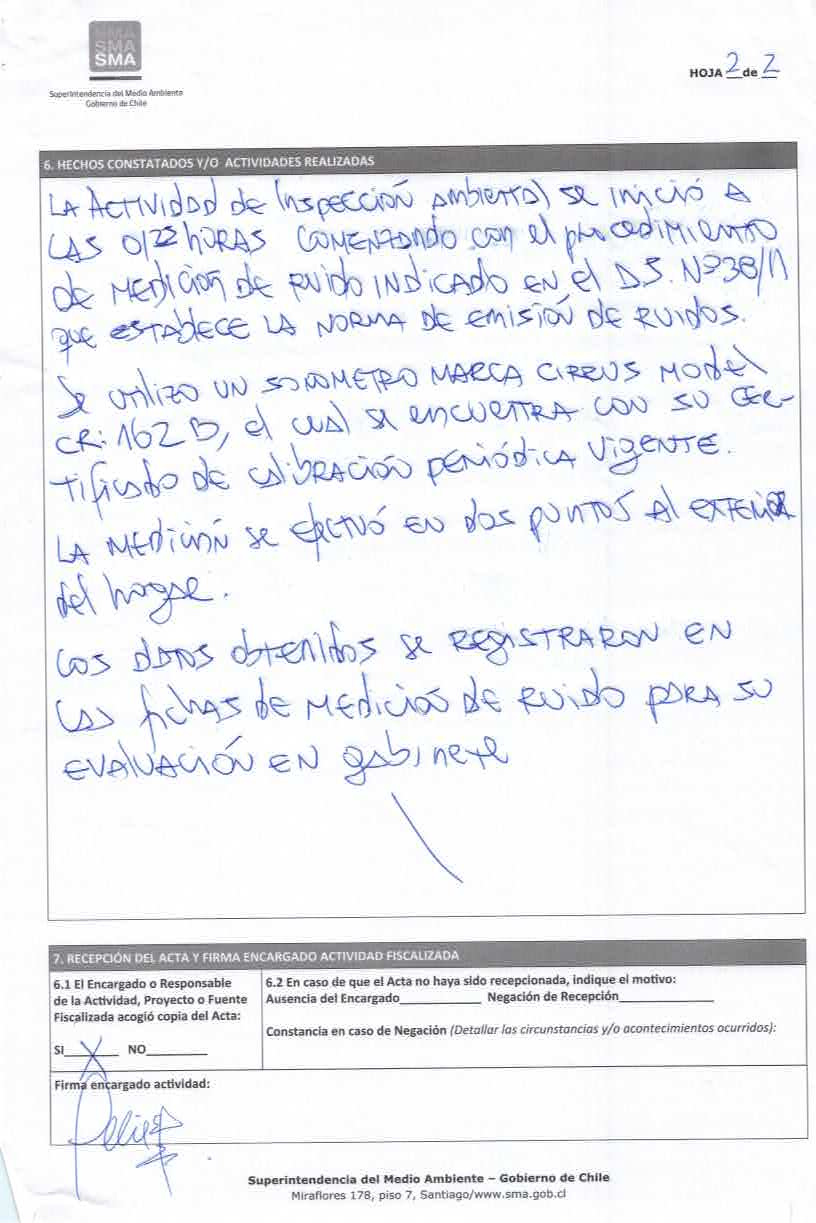 SMA
SMA
SMA
Superintendencia del Medio Ambiente
Gobierno de Chile
HOJA 2 de 2
6. HECHOS CONSTATADOS Y/O ACTIVIDADES REALIZADAS
LA Actividad de Inspección Ambiental se inició A
LAS horas comenzando con el procedimiento
de medición de ruido indicado en el D.S. Nº38/11
que establece la norma de emisión de ruidos.
Se utilizo un sonometro marca CIRRUS Model
CR:162B, el cual se encuentra con su cer-
tificado de calibración periódica vigente.
La medición se efectuó en dos puntos al exterior
del hogar.
Los datos obtenidos se registraron en
las fichas de medición de ruido para su
evaluación en gabinete
7. RECEPCIÓN DEL ACTA Y FIRMA ENCARGADO ACTIVIDAD FISCALIZADA
6.1 El Encargado o Responsable
de la Actividad, Proyecto o Fuente
Fiscalizada acogió copia del Acta:
SI X NO
6.2 En caso de que el Acta no haya sido recepcionada, indique el motivo:
Ausencia del Encargado Negación de Recepción
Constancia en caso de Negación (Detallar las circunstancias y/o acontecimientos ocurridos):
Firma encargado actividad:
Superintendencia del Medio Ambiente – Gobierno de Chile
Miraflores 178, piso 7, Santiago/www.sma.gob.cl